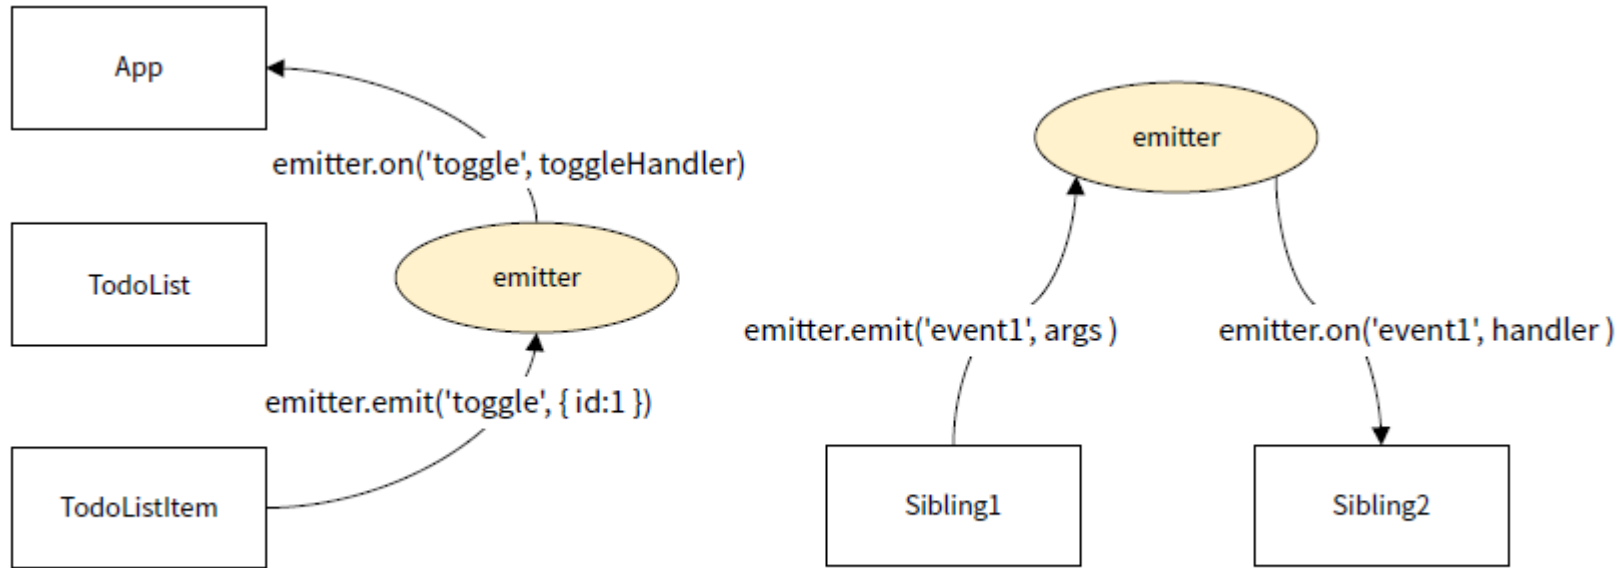 App
emitter.on('toggle', toggleHandler)
TodoList
emitter
emitter.emit('toggle', { id:1 })
TodoListItem
emitter
emitter.emit('event1', args )
emitter.on('event1', handler )
Sibling1
Sibling2